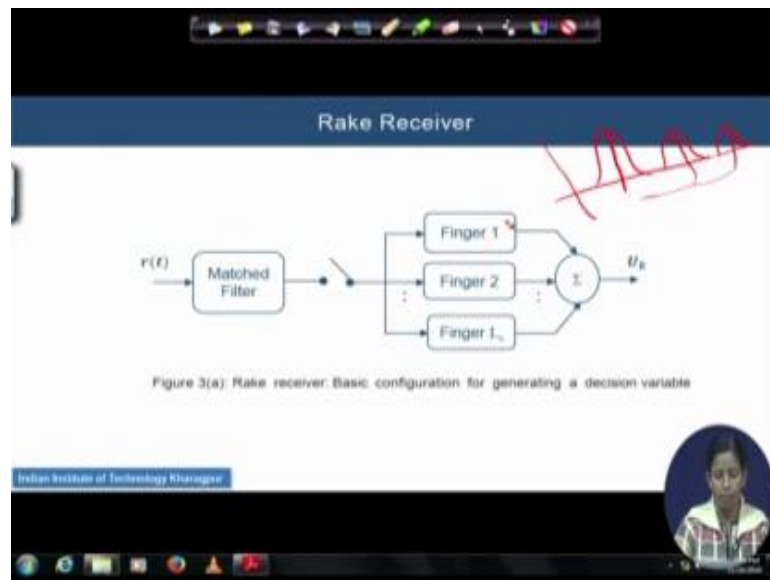 Rake Receiver
r(t)
Matched
Filter
Finger 1
Finger 2
:
:
Finger L
Σ
U
Figure 3(a): Rake receiver: Basic configuration for generating a decision variable
Indian Institute of Technology Kharagpur